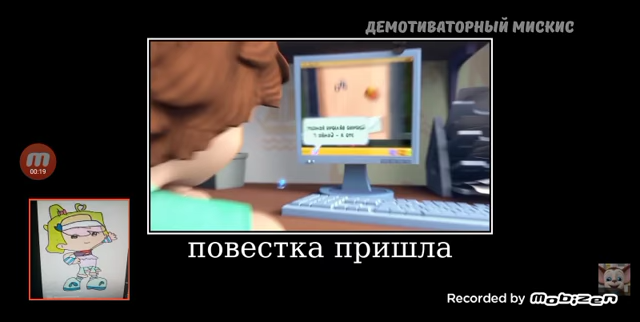 ДЕМОТИВАТОРНЫЙ МИСКИС
m
00:19
повестка пришла
Recorded by mobizen